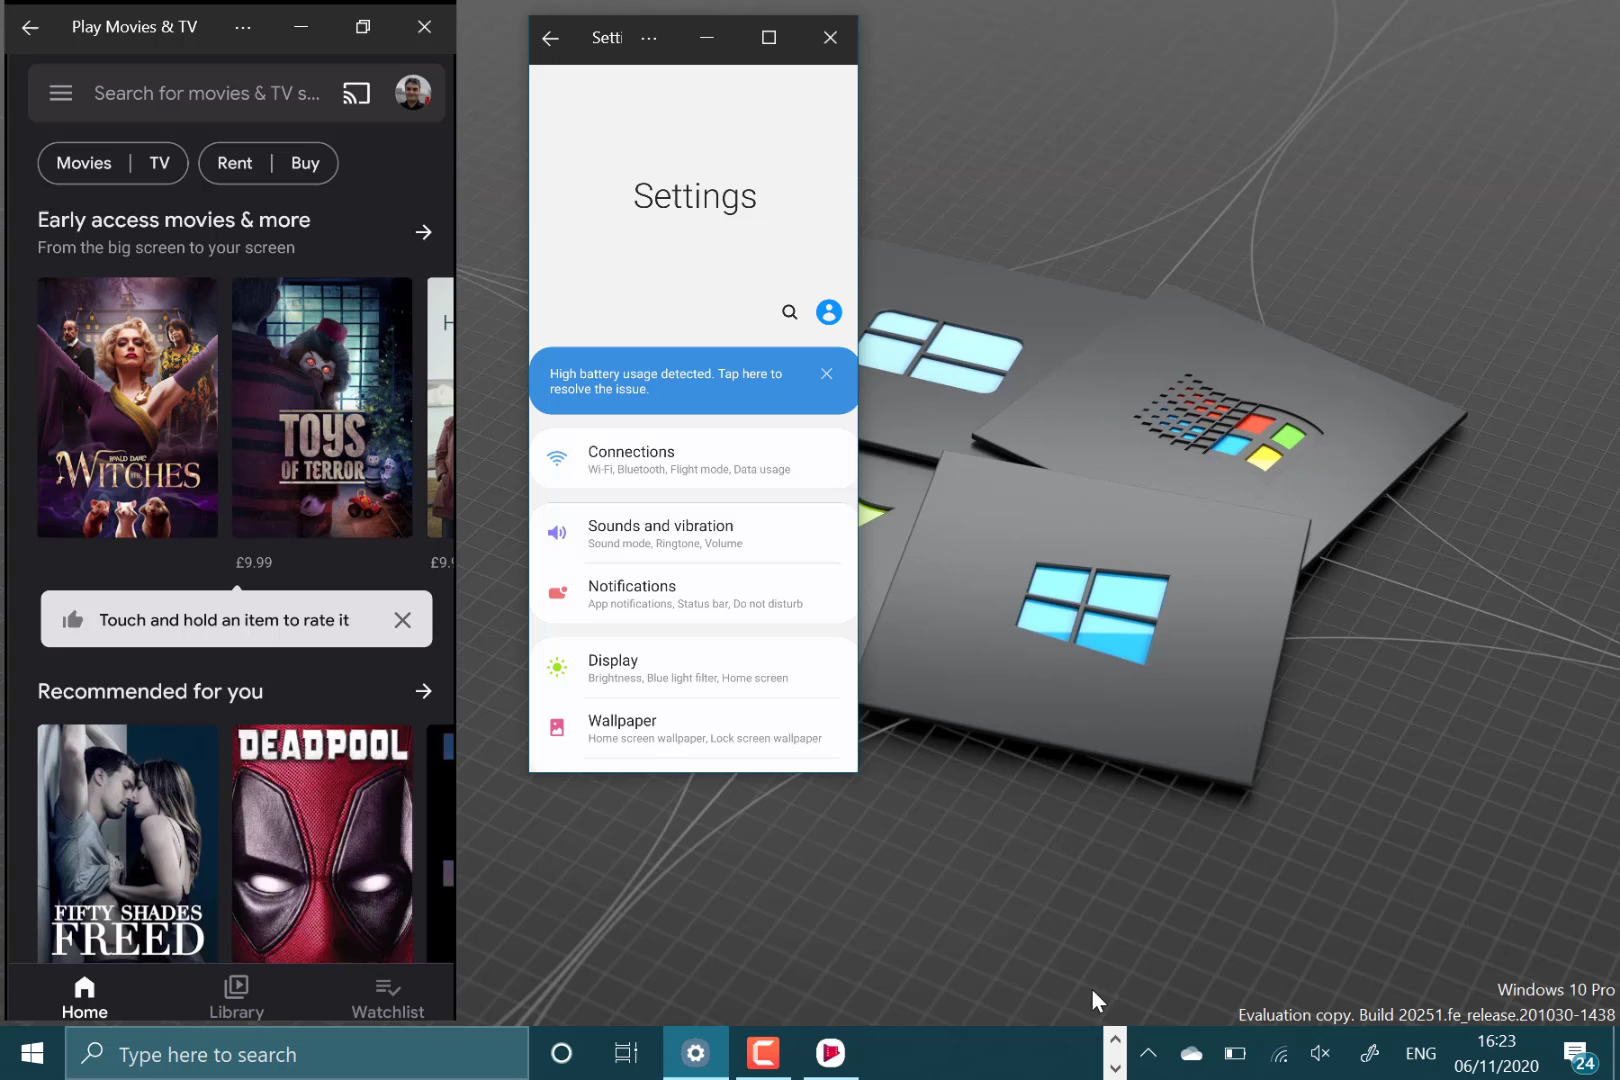 Play Movies & TV
Search for movies & TV s...
Movies | TV
Rent | Buy
Early access movies & more
From the big screen to your screen
ROALD DAHL'S
WITCHES
TOYS
OF TERROR
£9.99
£9.9
Touch and hold an item to rate it
Recommended for you
FIFTY SHADES
FREED
DEADPOOL
Home
Library
Watchlist
Setti
Settings
High battery usage detected. Tap here to
resolve the issue.
Connections
Wi-Fi, Bluetooth, Flight mode, Data usage
Sounds and vibration
Sound mode, Ringtone, Volume
Notifications
App notifications, Status bar, Do not disturb
Display
Brightness, Blue light filter, Home screen
Wallpaper
Home screen wallpaper, Lock screen wallpaper
Windows 10 Pro
Evaluation copy. Build 20251.fe_release.201030-1438
Type here to search
ENG
16:23
06/11/2020
24